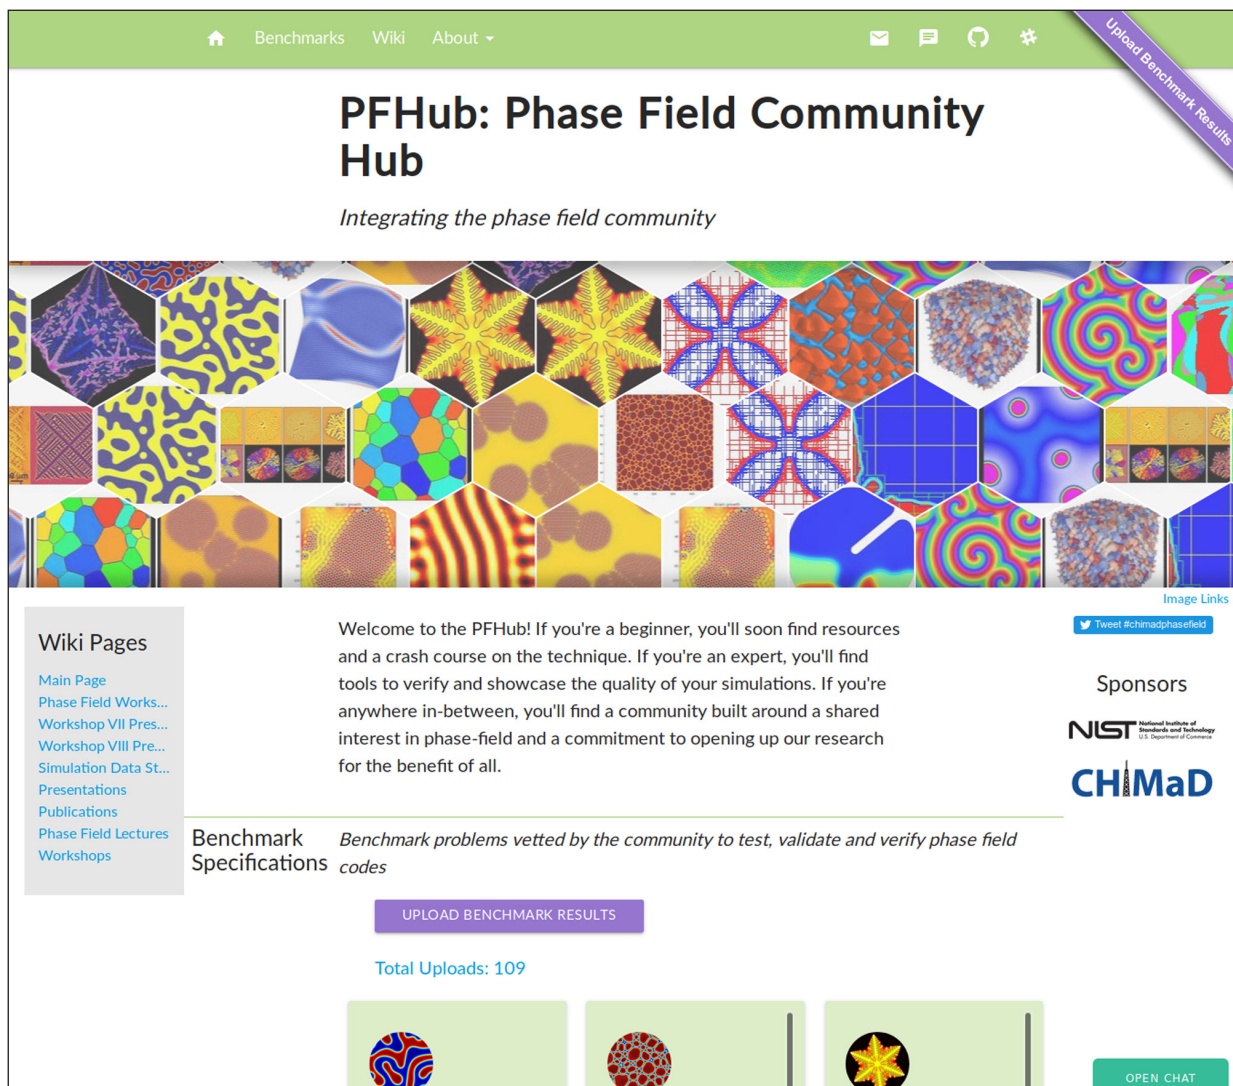 Benchmarks Wiki About
Upload Benchmark Results
PFHub: Phase Field Community
Hub
Integrating the phase field community
Image Links
Tweet #chimadphasefield
Wiki Pages
Main Page
Phase Field Works...
Workshop VII Pres...
Workshop VIII Pre...
Simulation Data St...
Presentations
Publications
Phase Field Lectures
Workshops
Welcome to the PFHub! If you're a beginner, you'll soon find resources
and a crash course on the technique. If you're an expert, you'll find
tools to verify and showcase the quality of your simulations. If you're
anywhere in-between, you'll find a community built around a shared
interest in phase-field and a commitment to opening up our research
for the benefit of all.
Sponsors
NIST National Institute of
Standards and Technology
U.S. Department of Commerce
CHiMaD
Benchmark
Specifications
Benchmark problems vetted by the community to test, validate and verify phase field
codes
UPLOAD BENCHMARK RESULTS
Total Uploads: 109
OPEN CHAT